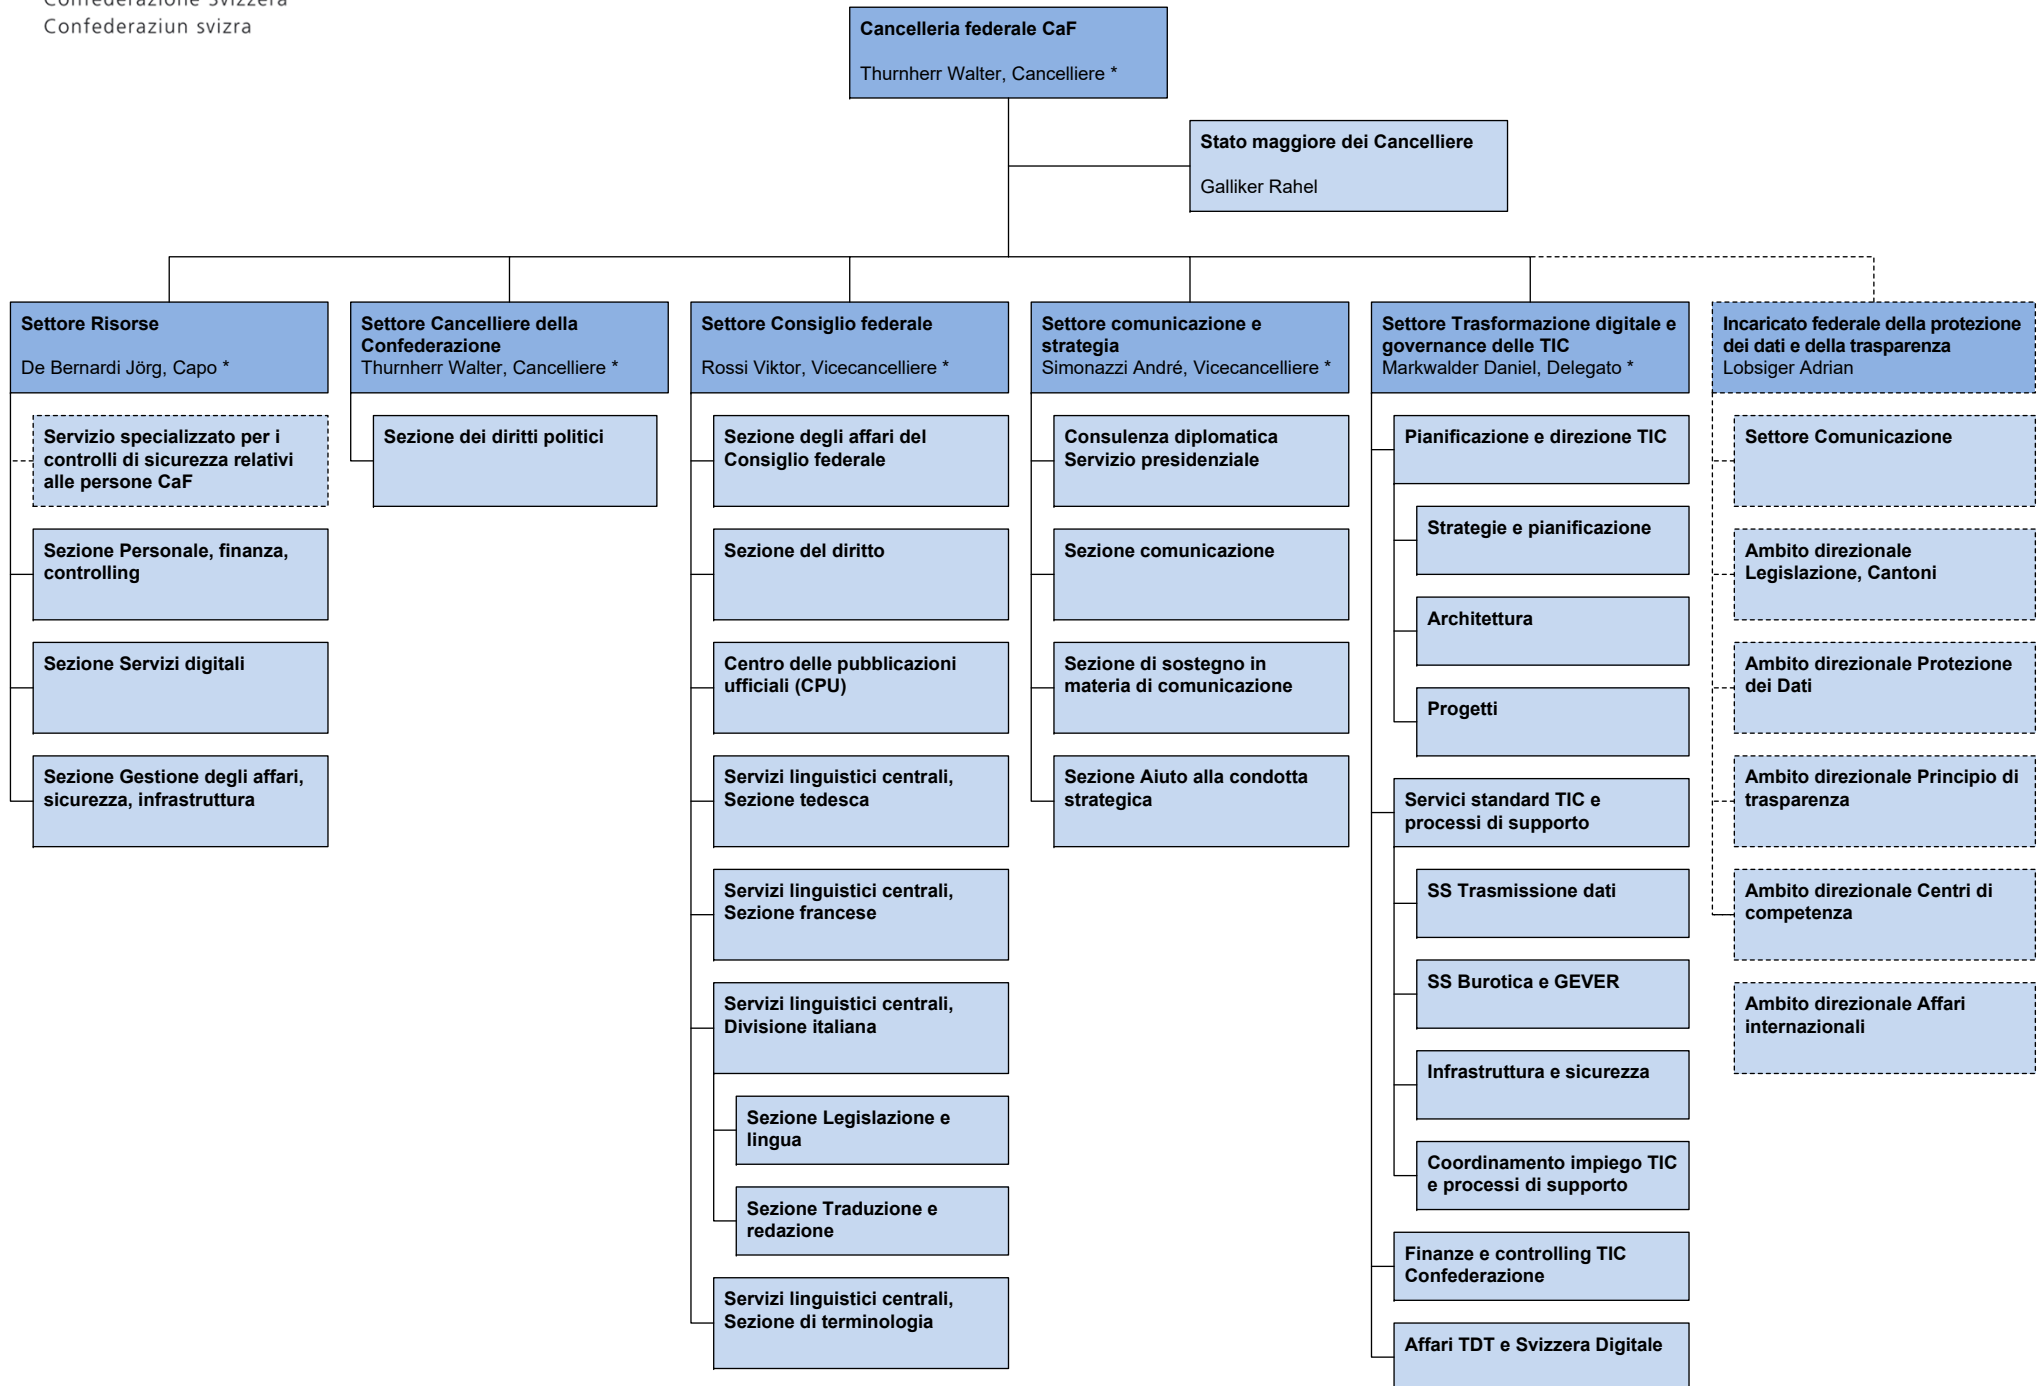 Confederazione Svizzera
Confederaziun svizra
Cancelleria federale CaF
Thurnherr Walter, Cancelliere *
Stato maggiore dei Cancelliere
Galliker Rahel
Settore Risorse
De Bernardi Jörg, Capo *
Servizio specializzato per i
controlli di sicurezza relativi
alle persone CaF
Sezione Personale, finanza,
controlling
Sezione Servizi digitali
Sezione Gestione degli affari,
sicurezza, infrastruttura
Settore Cancelliere della
Confederazione
Thurnherr Walter, Cancelliere *
Sezione dei diritti politici
Settore Consiglio federale
Rossi Viktor, Vicecancelliere *
Sezione degli affari del
Consiglio federale
Sezione del diritto
Centro delle pubblicazioni
ufficiali (CPU)
Servizi linguistici centrali,
Sezione tedesca
Servizi linguistici centrali,
Sezione francese
Servizi linguistici centrali,
Divisione italiana
Sezione Legislazione e
lingua
Sezione Traduzione e
redazione
Servizi linguistici centrali,
Sezione di terminologia
Settore comunicazione e
strategia
Simonazzi André, Vicecancelliere *
Consulenza diplomatica
Servizio presidenziale
Sezione comunicazione
Sezione di sostegno in
materia di comunicazione
Sezione Aiuto alla condotta
strategica
Settore Trasformazione digitale e
governance delle TIC
Markwalder Daniel, Delegato *
Pianificazione e direzione TIC
Strategie e pianificazione
Architettura
Progetti
Servici standard TIC e
processi di supporto
SS Trasmissione dati
SS Burotica e GEVER
Infrastruttura e sicurezza
Coordinamento impiego TIC
e processi di supporto
Finanze e controlling TIC
Confederazione
Affari TDT e Svizzera Digitale
Incaricato federale della protezione
dei dati e della trasparenza
Lobsiger Adrian
Settore Comunicazione
Ambito direzionale
Legislazione, Cantoni
Ambito direzionale Protezione
dei Dati
Ambito direzionale Principio di
trasparenza
Ambito direzionale Centri di
competenza
Ambito direzionale Affari
internazionali